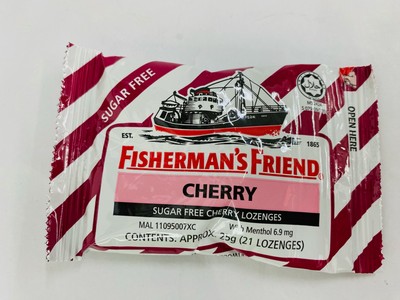 SUGAR FREE
OPEN HERE
EST. 1865
FISHERMAN'S FRIEND
CHERRY
SUGAR FREE CHERRY LOZENGES
MAL 11095007XC With Menthol 6.9 mg
CONTENTS: APPROX. 25g (21 LOZENGES)